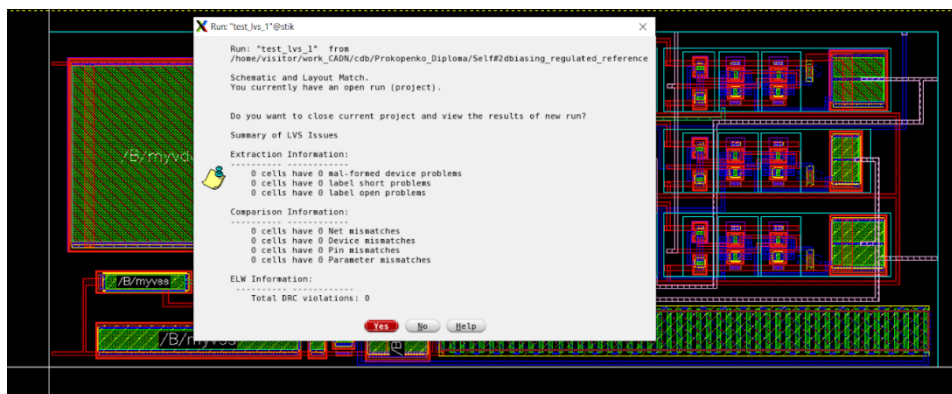 Run: "test_lvs_1"@stik
Run: "test_lvs_1" from
/home/visitor/work_CADN/cdb/Prokopenko_Diploma/Self#2dbiasing_regulated_reference
Schematic and Layout Match.
You currently have an open run (project).
Do you want to close current project and view the results of new run?
Summary of LVS Issues
Extraction Information:
---------- ------------
0 cells have 0 mal-formed device problems
0 cells have 0 label short problems
0 cells have 0 label open problems
Comparison Information:
---------- ------------
0 cells have 0 Net mismatches
0 cells have 0 Device mismatches
0 cells have 0 Pin mismatches
0 cells have 0 Parameter mismatches
ELW Information:
---------- ------------
Total DRC violations: 0
Yes No Help
/B/myvd
/B/myvss